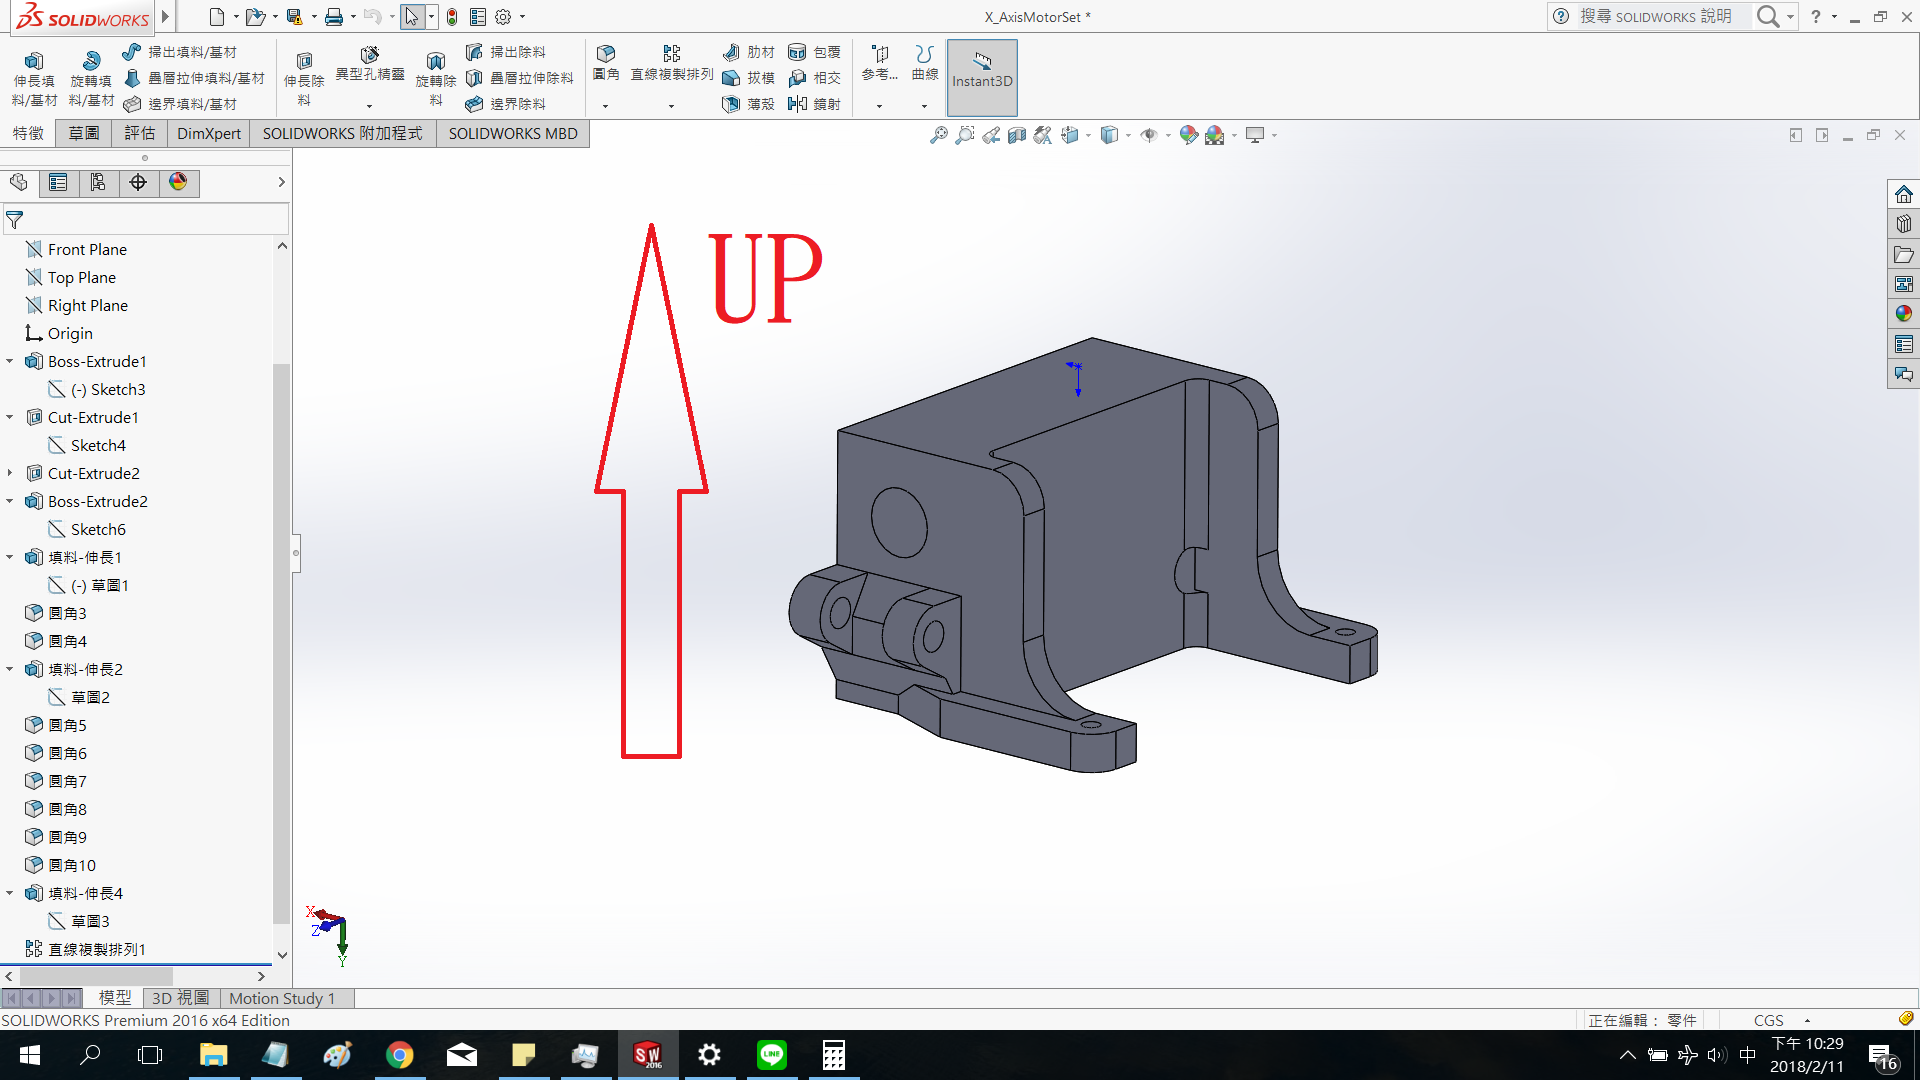 SOLIDWORKS
X_AxisMotorSet *
搜尋 SOLIDWORKS 說明
伸長填料/基材
旋轉填料/基材
掃出填料/基材
疊層拉伸填料/基材
邊界填料/基材
伸長除料
異型孔精靈
旋轉除料
掃出除料
疊層拉伸除料
邊界除料
圓角
直線複製排列
肋材
拔模
薄殼
包覆
相交
鏡射
參考...
曲線
Instant3D
特徵
草圖
評估
DimXpert
SOLIDWORKS 附加程式
SOLIDWORKS MBD
Front Plane
Top Plane
Right Plane
Origin
Boss-Extrude1
(-) Sketch3
Cut-Extrude1
Sketch4
Cut-Extrude2
Boss-Extrude2
Sketch6
填料-伸長1
(-) 草圖1
圓角3
圓角4
填料-伸長2
草圖2
圓角5
圓角6
圓角7
圓角8
圓角9
圓角10
填料-伸長4
草圖3
直線複製排列1
UP
X
Z
Y
模型
3D 視圖
Motion Study 1
SOLIDWORKS Premium 2016 x64 Edition
正在編輯： 零件
CGS
SW
2016
LINE
中
下午 10:29
2018/2/11
16